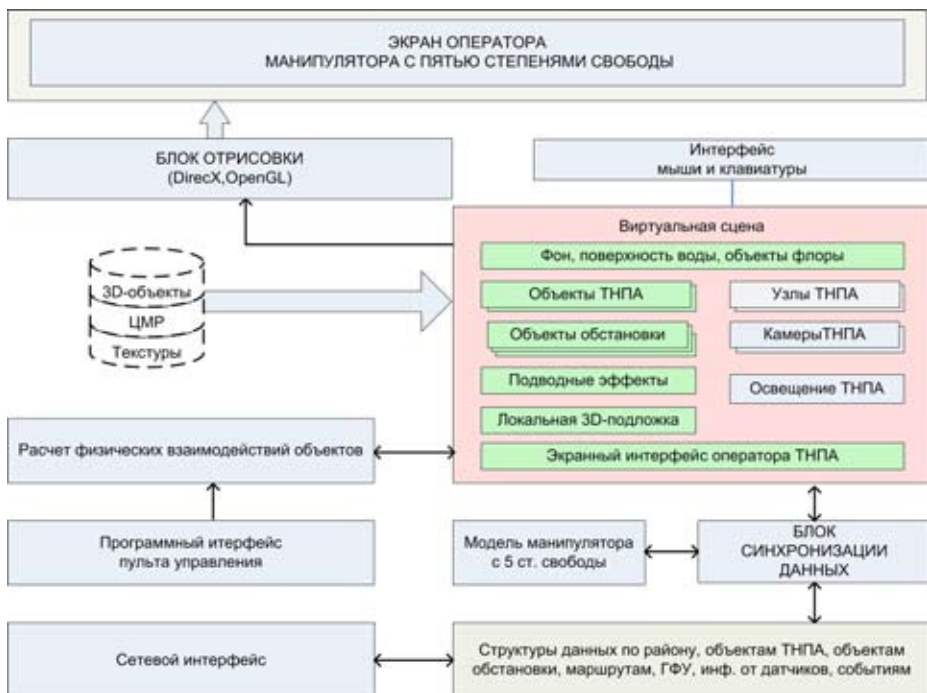 ЭКРАН ОПЕРАТОРА
МАНИПУЛЯТОРА С ПЯТЬЮ СТЕПЕНЯМИ СВОБОДЫ
БЛОК ОТРИСОВКИ
(DirecX,OpenGL)
Интерфейс
мыши и клавиатуры
Виртуальная сцена
Фон, поверхность воды, объекты флоры
3D-объекты
ЦМР
Текстуры
Объекты ТНПА
Узлы ТНПА
Объекты обстановки
КамерыТНПА
Подводные эффекты
Освещение ТНПА
Локальная 3D-подложка
Экранный интерфейс оператора ТНПА
Расчет физических взаимодействий объектов
Программный итерфейс
пульта управления
Модель манипулятора
с 5 ст. свободы
БЛОК
СИНХРОНИЗАЦИИ
ДАННЫХ
Сетевой интерфейс
Структуры данных по району, объектам ТНПА, объектам
обстановки, маршрутам, ГФУ, инф. от датчиков, событиям